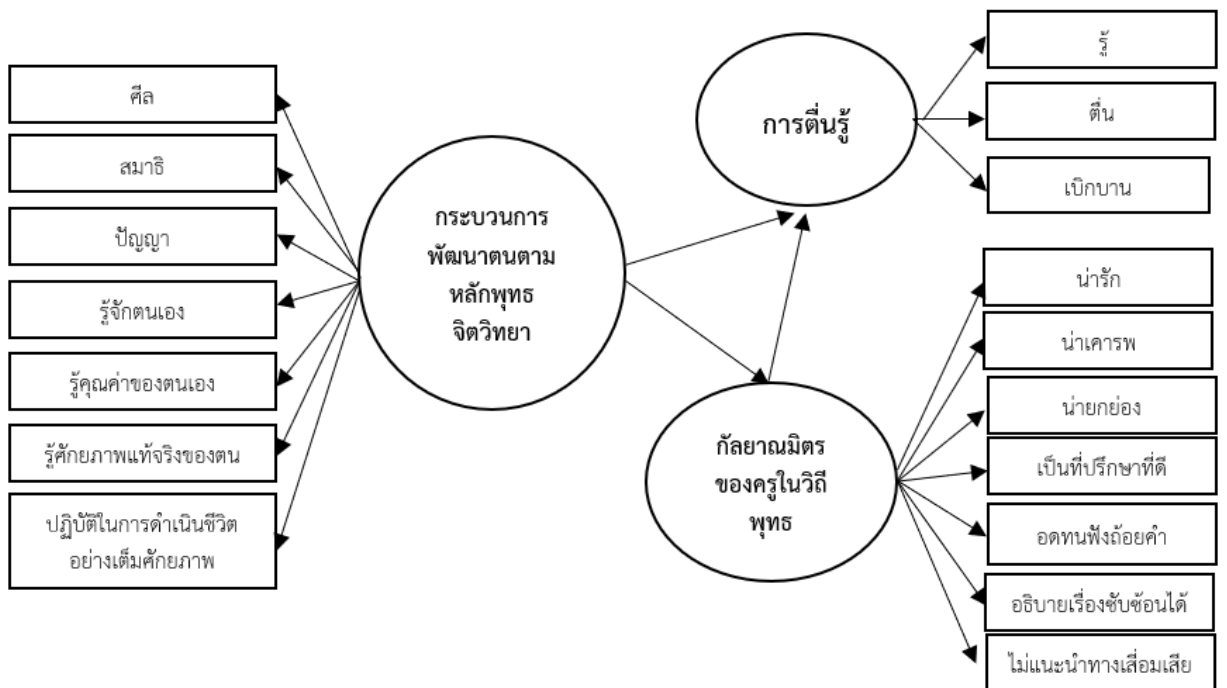 ศีล
สมาธิ
ปัญญา
รู้จักตนเอง
รู้คุณค่าของตนเอง
รู้ศักยภาพแท้จริงของตน
ปฏิบัติในการดำเนินชีวิต
อย่างเต็มศักยภาพ
กระบวนการ
พัฒนาตนตาม
หลักพุทธ
จิตวิทยา
การตื่นรู้
รู้
ตื่น
เบิกบาน
กัลยาณมิตร
ของครูในวิถี
พุทธ
น่ารัก
น่าเคารพ
น่ายกย่อง
เป็นที่ปรึกษาที่ดี
อดทนฟังถ้อยคำ
อธิบายเรื่องซับซ้อนได้
ไม่แนะนำทางเสื่อมเสีย